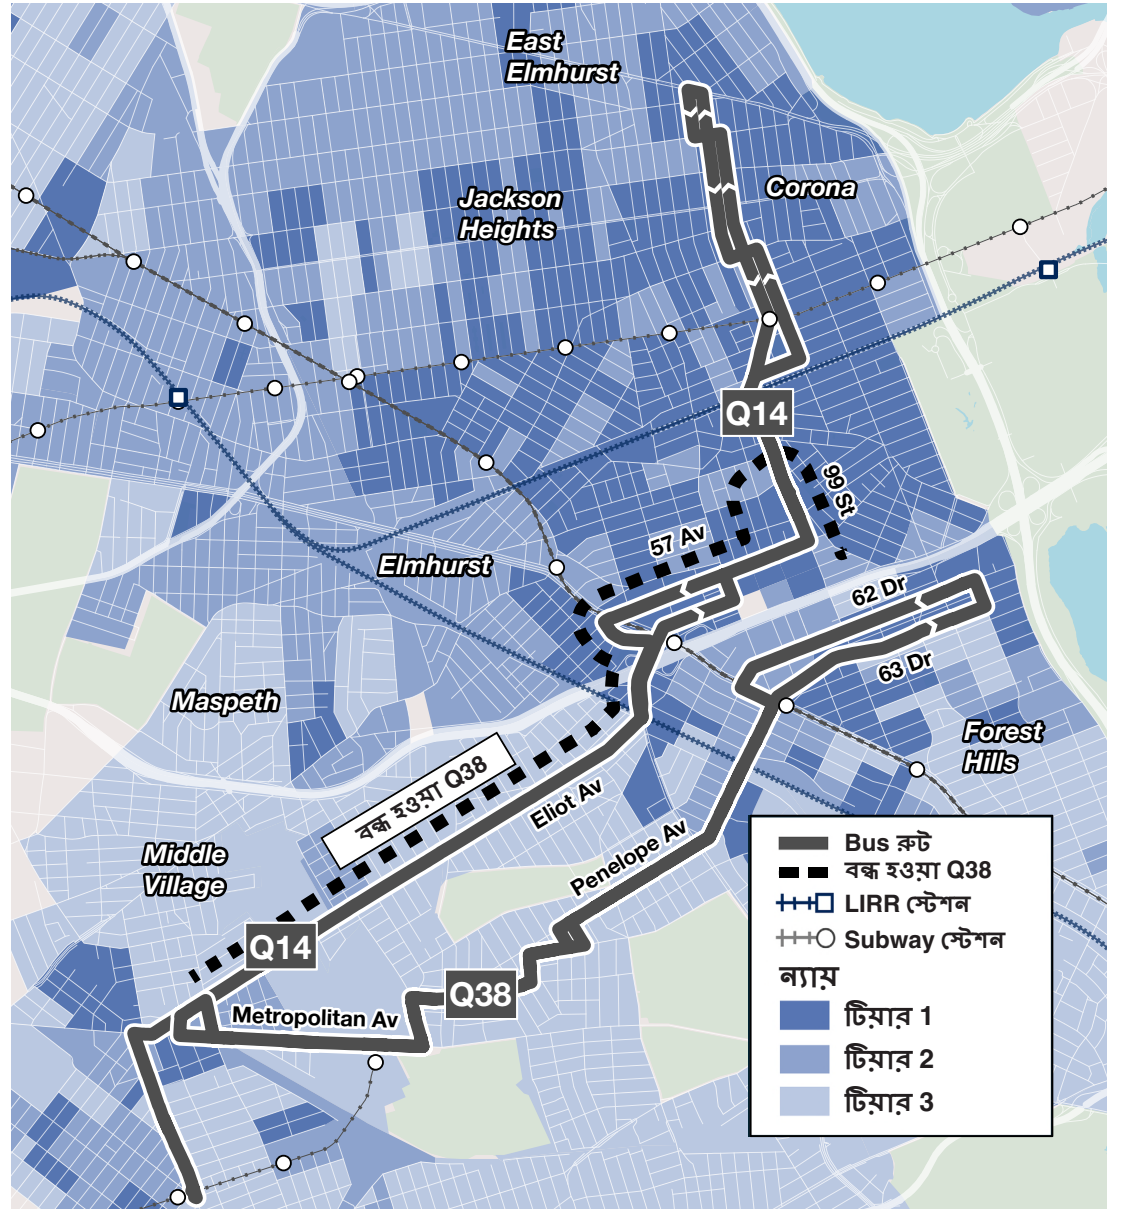 East
Elmhurst
Jackson
Heights
Corona
Q14
99 St
57 Av
Elmhurst
62 Dr
63 Dr
Maspeth
Forest
Hills
বন্ধ হওয়া Q38
Eliot Av
Penelope Av
Middle
Village
Q14
Q38
Metropolitan Av
Bus রুট
বন্ধ হওয়া Q38
LIRR স্টেশন
Subway স্টেশন
ন্যায়
টিয়ার 1
টিয়ার 2
টিয়ার 3